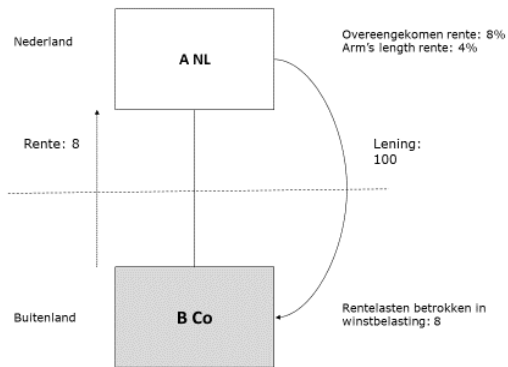 Nederland
A NL
Overeengekomen rente: 8%
Arm's length rente: 4%
Rente: 8
Lening:
100
Buitenland
B Co
Rentelasten betrokken in
winstbelasting: 8